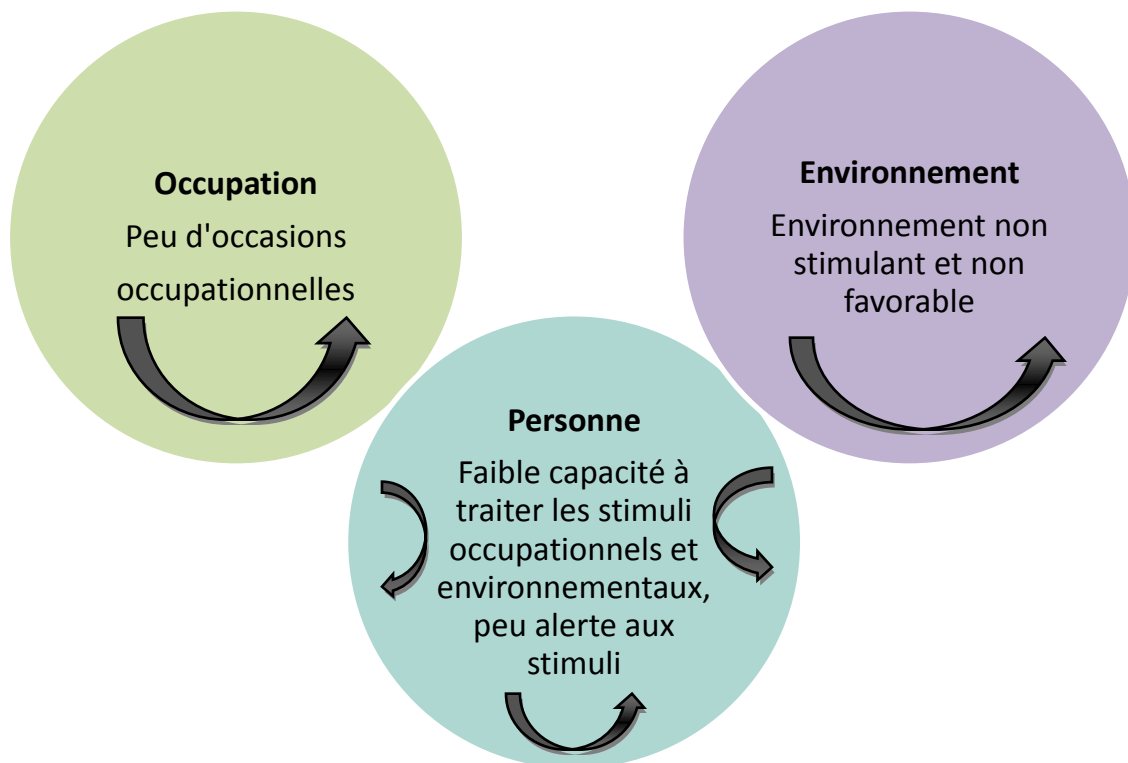 Occupation
Peu d'occasions
occupationnelles
Environnement
Environnement non
stimulant et non
favorable
Personne
Faible capacité à
traiter les stimuli
occupationnels et
environnementaux,
peu alerte aux
stimuli